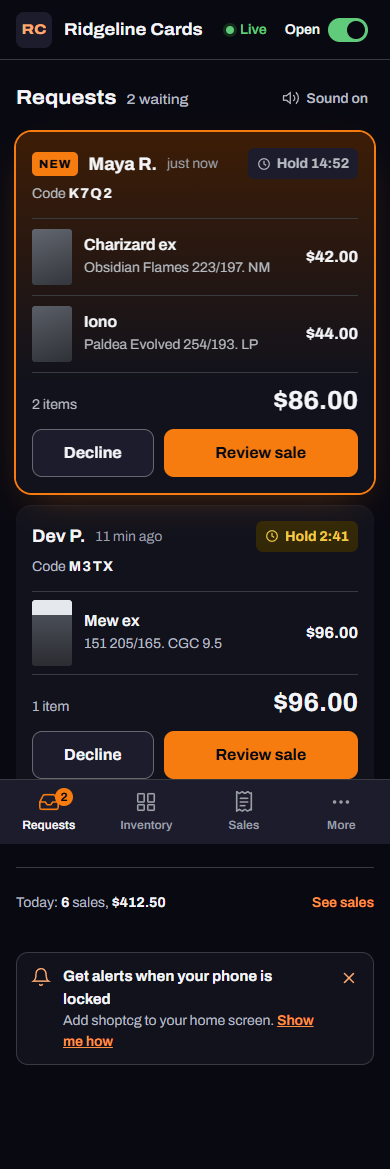 RC Ridgeline Cards Live Open
Requests 2 waiting Sound on
NEW Maya R. just now Hold 14:52
Code K7Q2
Charizard ex
Obsidian Flames 223/197. NM
$42.00
Iono
Paldea Evolved 254/193. LP
$44.00
2 items $86.00
Decline Review sale
Dev P. 11 min ago Hold 2:41
Code M3TX
Mew ex
151 205/165. CGC 9.5
$96.00
1 item $96.00
Decline Review sale
2
Requests Inventory Sales More
Today: 6 sales, $412.50 See sales
Get alerts when your phone is
locked
Add shoptcg to your home screen. Show
me how